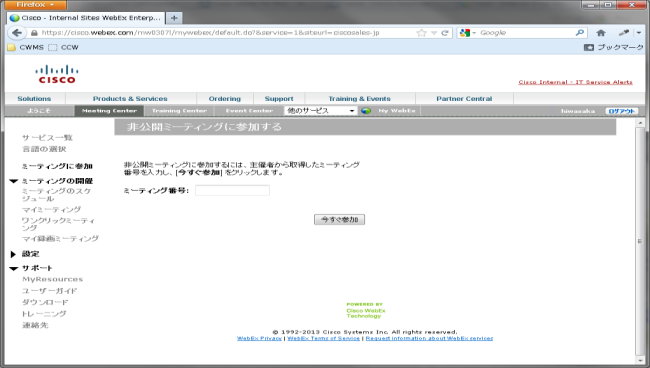 Firefox
Cisco - Internal Sites WebEx Enterp...
https://cisco.webex.com/mw0307l/mywebex/default.do?&service=1&siteurl=ciscosales-jp
Google
CWMS CCW
ブックマーク
CISCO
Cisco Internal - IT Service Alerts
Solutions Products & Services Ordering Support Training & Events Partner Central
ようこそ Meeting Center Training Center Event Center 他のサービス My WebEx hiwasaka ログアウト
非公開ミーティングに参加する
サービス一覧
言語の選択
ミーティングに参加
ミーティングの開催
ミーティングのスケジュール
マイミーティング
ワンクリックミーティング
マイ録画ミーティング
設定
サポート
MyResources
ユーザーガイド
ダウンロード
トレーニング
連絡先
非公開ミーティングに参加するには、主催者から取得したミーティング
番号を入力し、[今すぐ参加] をクリックします。
ミーティング番号:
今すぐ参加
POWERED BY
Cisco WebEx
Technology
© 1992-2013 Cisco Systems Inc. All rights reserved.
WebEx Privacy | WebEx Terms of Service | Request information about WebEx services